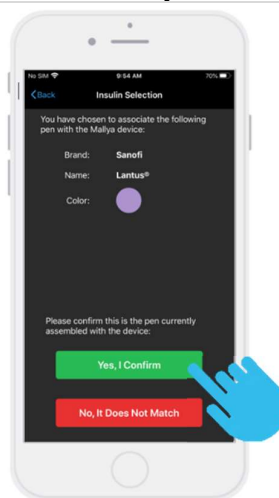 No SIM 9:54 AM 70%
Back Insulin Selection
You have chosen to associate the following
pen with the Mallya device:
Brand: Sanofi
Name: Lantus®
Color:
Please confirm this is the pen currently
assembled with the device:
Yes, I Confirm
No, It Does Not Match